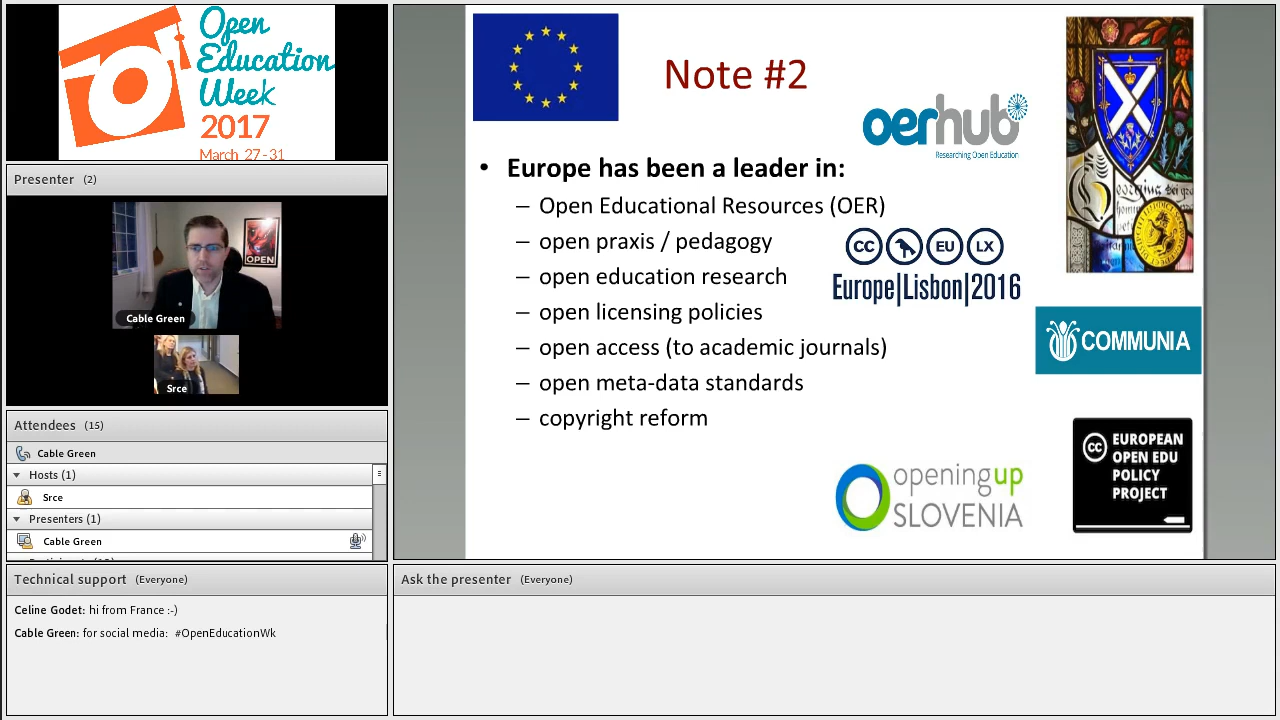 Open
Education
Week
2017
March 27-31
Presenter (2)
OPEN
Cable Green
Srce
Attendees (15)
Cable Green
Hosts (1)
Srce
Presenters (1)
Cable Green
Technical support (Everyone)
Celine Godet: hi from France :-)
Cable Green: for social media: #OpenEducationWk
Note #2
oerhub
Researching Open Education
• Europe has been a leader in:
– Open Educational Resources (OER)
– open praxis / pedagogy
– open education research
– open licensing policies
– open access (to academic journals)
– open meta-data standards
– copyright reform
CC EU LX
Europe|Lisbon|2016
COMMUNIA
CC EUROPEAN
OPEN EDU
POLICY
PROJECT
openingup
SLOVENIA
Ask the presenter (Everyone)